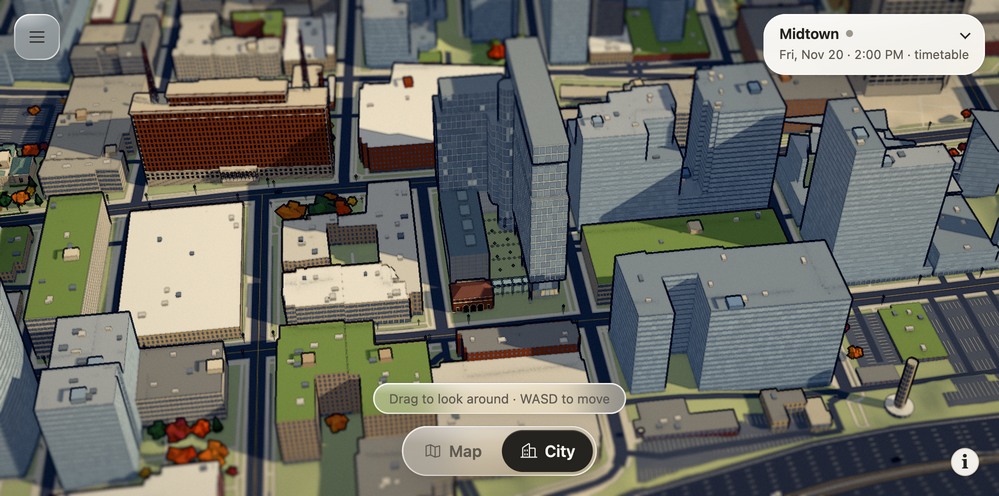 Midtown
Fri, Nov 20 · 2:00 PM · timetable
Drag to look around · WASD to move
Map
City
i